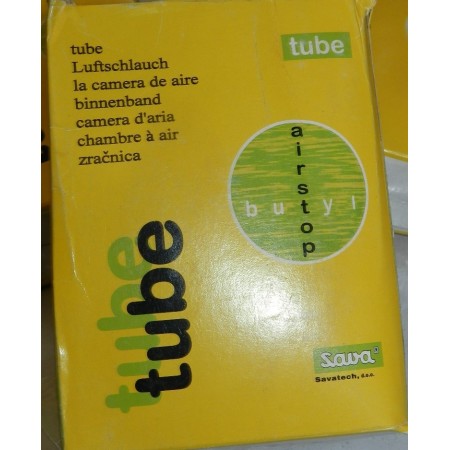 tube
Luftschlauch
la camera de aire
binnenband
camera d'aria
chambre à air
zračnica
tube
airstop
butyl
tube
tube
Sava®
Savatech, d.o.o.